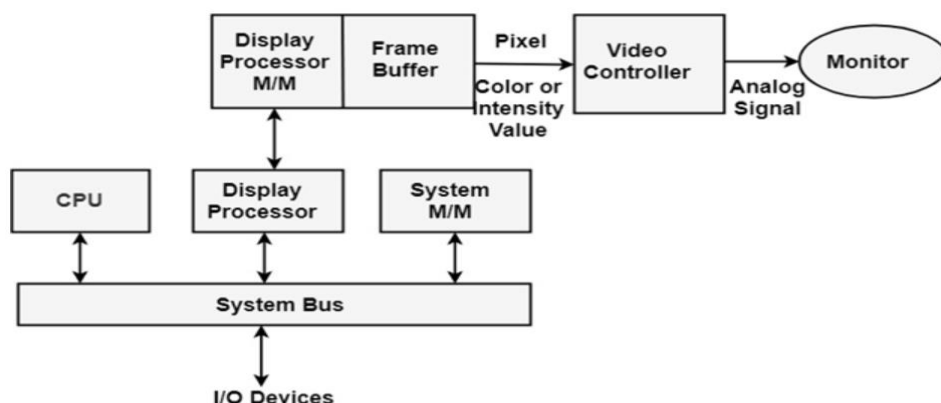 Display
Processor
M/M
Frame
Buffer
Pixel
Color or
Intensity
Value
Video
Controller
Analog
Signal
Monitor
CPU
Display
Processor
System
M/M
System Bus
I/O Devices